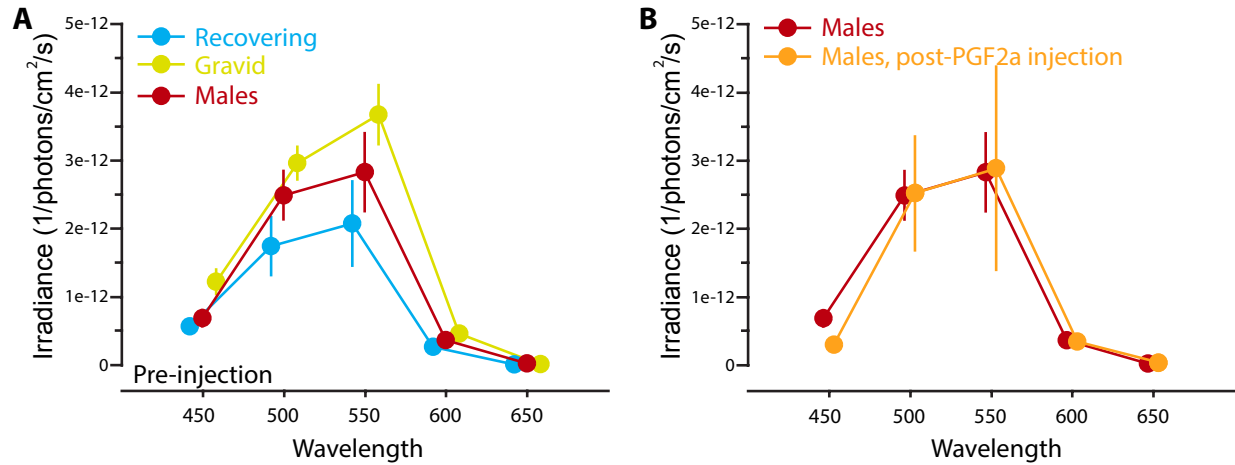 A
Recovering
Gravid
Males
5e-12
4e-12
3e-12
2e-12
1e-12
0
Irradiance (1/photons/cm²/s)
Pre-injection
450 500 550 600 650
Wavelength
B
Males
Males, post-PGF2a injection
5e-12
4e-12
3e-12
2e-12
1e-12
0
Irradiance (1/photons/cm²/s)
450 500 550 600 650
Wavelength